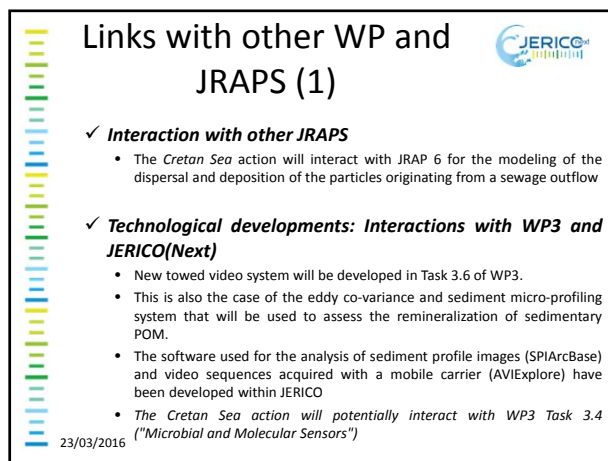 Links with other WP and
JRAPS (1)
JERICO next
✓ Interaction with other JRAPS
• The Cretan Sea action will interact with JRAP 6 for the modeling of the
dispersal and deposition of the particles originating from a sewage outflow
✓ Technological developments: Interactions with WP3 and
JERICO(Next)
• New towed video system will be developed in Task 3.6 of WP3.
• This is also the case of the eddy co-variance and sediment micro-profiling
system that will be used to assess the remineralization of sedimentary
POM.
• The software used for the analysis of sediment profile images (SPIArcBase)
and video sequences acquired with a mobile carrier (AVIExplore) have
been developed within JERICO
• The Cretan Sea action will potentially interact with WP3 Task 3.4
("Microbial and Molecular Sensors")
23/03/2016